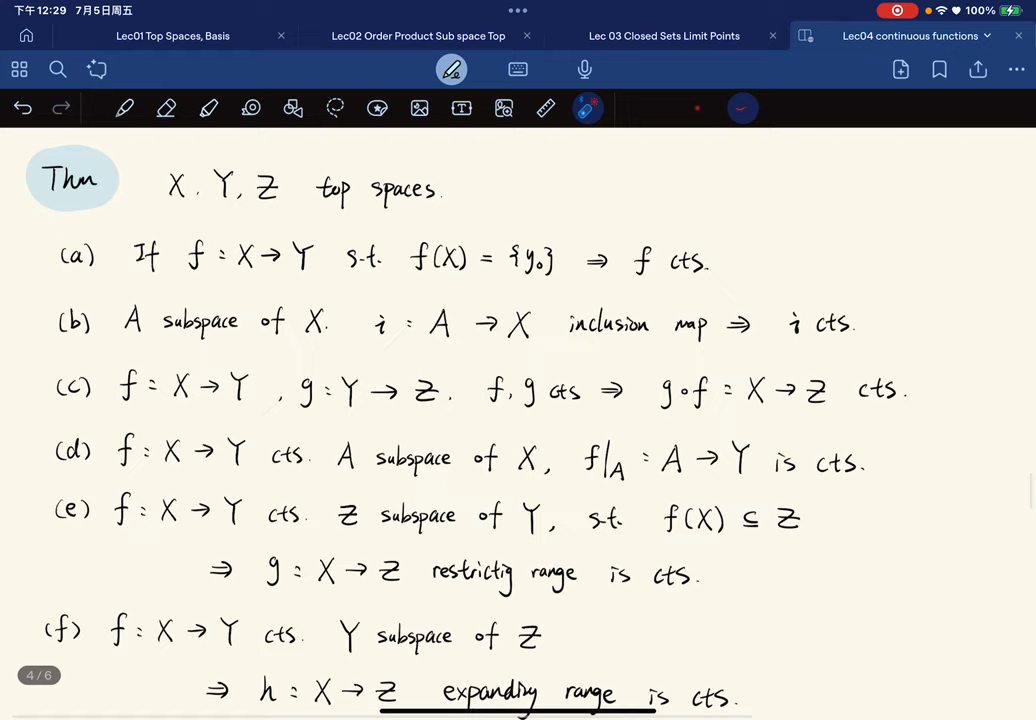 下午12:29 7月5日周五
100%
Lec01 Top Spaces, Basis
Lec02 Order Product Sub space Top
Lec 03 Closed Sets Limit Points
Lec04 continuous functions
Thm X, Y, Z top spaces.
(a) If f : X → Y s.t. f(X) = {y₀} ⇒ f cts.
(b) A subspace of X. i : A → X inclusion map ⇒ i cts.
(c) f : X → Y , g : Y → Z. f, g cts ⇒ g∘f : X → Z cts.
(d) f : X → Y cts. A subspace of X, f|A : A → Y is cts.
(e) f : X → Y cts. Z subspace of Y, s.t. f(X) ⊆ Z
⇒ g : X → Z restrictig range is cts.
(f) f : X → Y cts. Y subspace of Z
4 / 6
⇒ h : X → Z expanding range is cts.